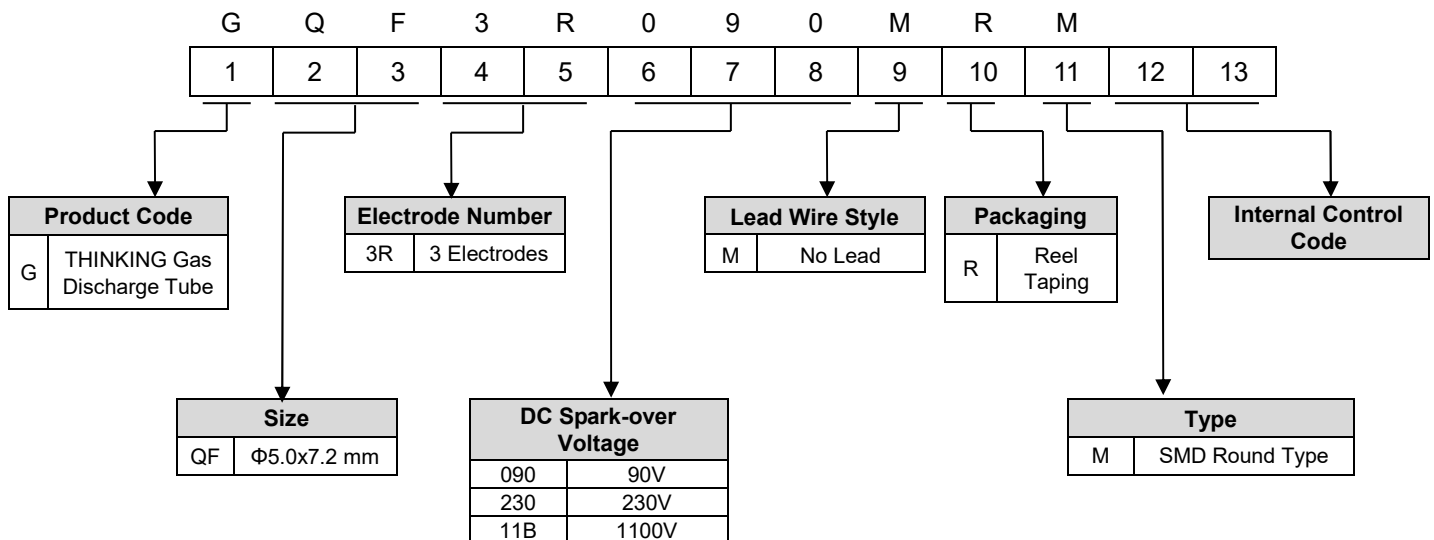 G Q F 3 R 0 9 0 M R M
1 2 3 4 5 6 7 8 9 10 11 12 13
Product Code
G THINKING Gas
Discharge Tube
Electrode Number
3R 3 Electrodes
Lead Wire Style
M No Lead
Packaging
R Reel
Taping
Internal Control
Code
Size
QF Φ5.0x7.2 mm
DC Spark-over
Voltage
090 90V
230 230V
11B 1100V
Type
M SMD Round Type